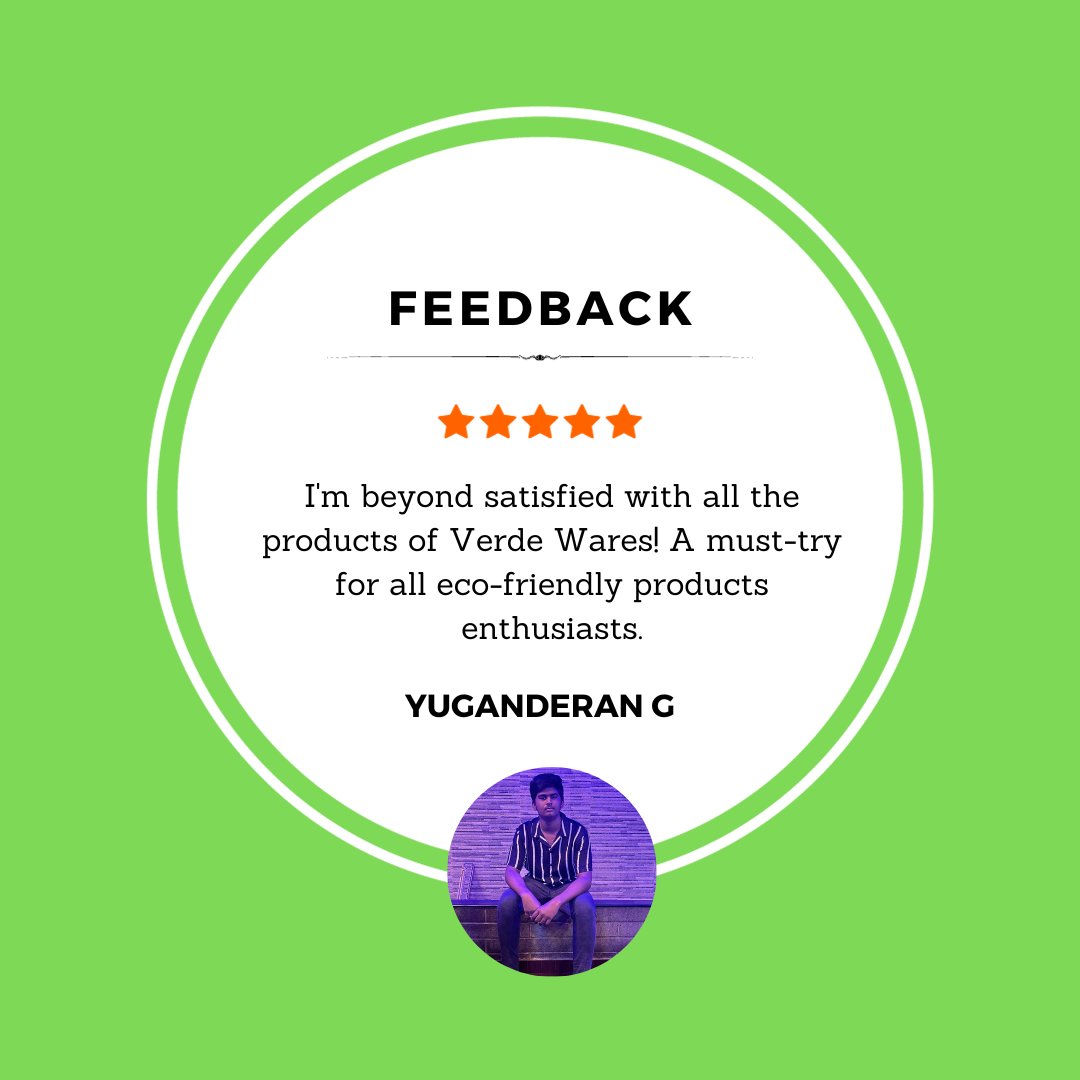 FEEDBACK
I'm beyond satisfied with all the
products of Verde Wares! A must-try
for all eco-friendly products
enthusiasts.
YUGANDERAN G